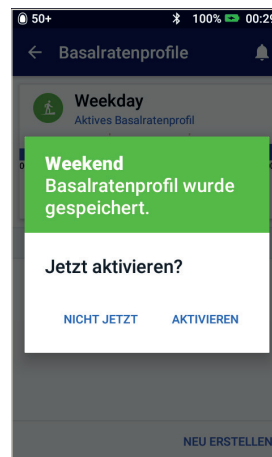 50+ 100% 00:29
Basalratenprofile
Weekday
Aktives Basalratenprofil
Weekend
Basalratenprofil wurde
gespeichert.
Jetzt aktivieren?
NICHT JETZT AKTIVIEREN
NEU ERSTELLEN